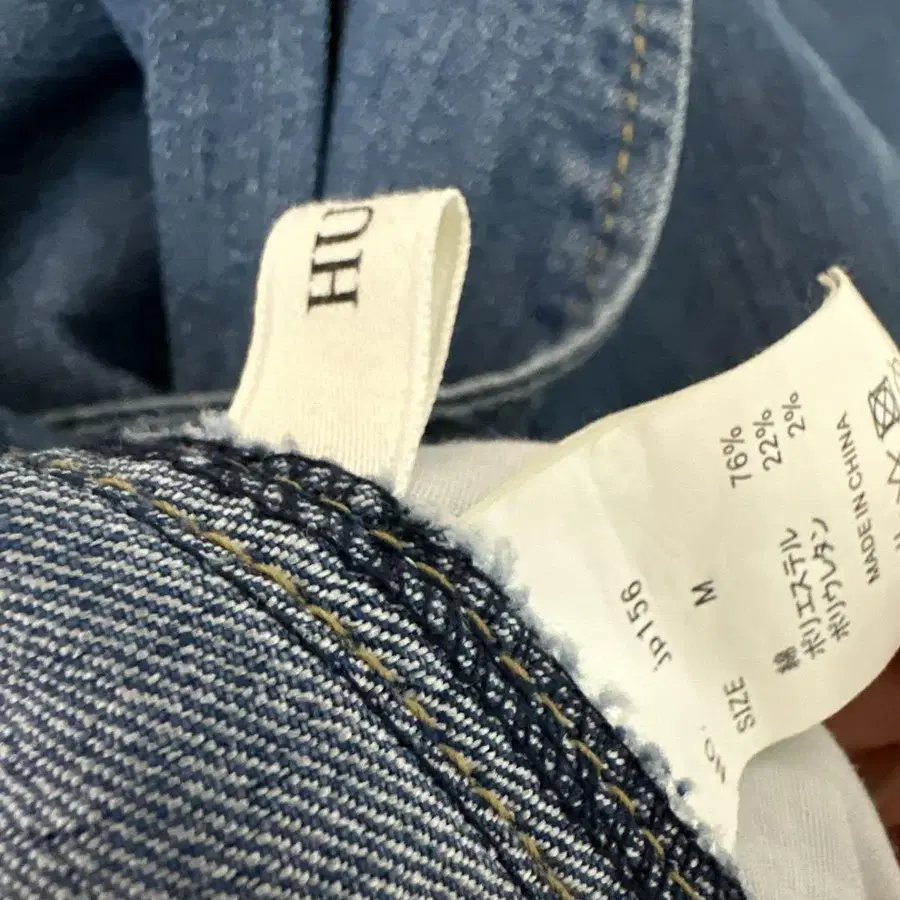 HU
NO. jp156
SIZE M
綿 76%
ポリエステル 22%
ポリウレタン 2%
MADE IN CHINA